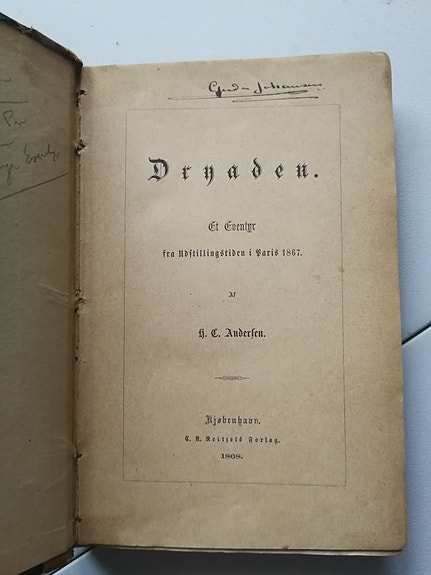 Dryaden.
Et Eventyr
fra Udstillingstiden i Paris 1867.
Af
H. C. Andersen.
Kjøbenhavn.
C. A. Reitzels Forlag.
1868.